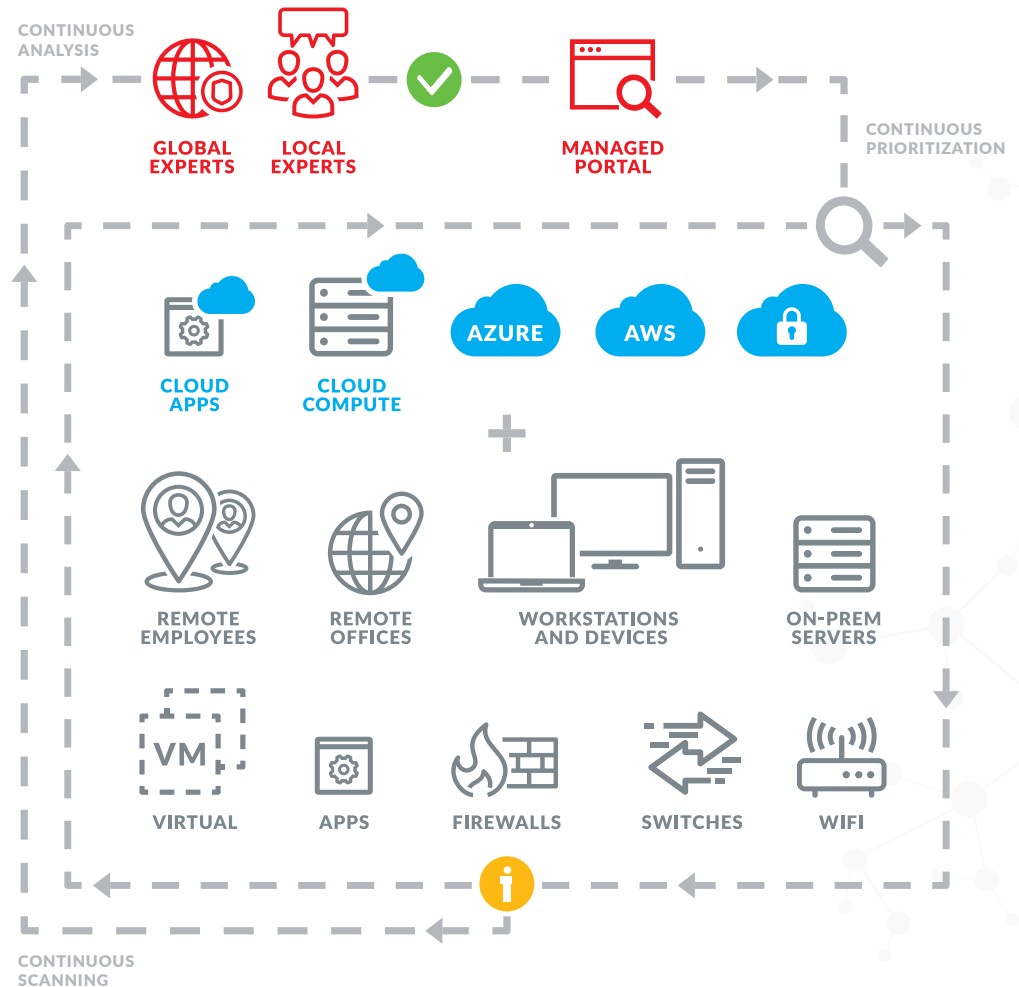 CONTINUOUS
ANALYSIS
GLOBAL
EXPERTS
LOCAL
EXPERTS
MANAGED
PORTAL
CONTINUOUS
PRIORITIZATION
AZURE
AWS
CLOUD
APPS
CLOUD
COMPUTE
REMOTE
EMPLOYEES
REMOTE
OFFICES
WORKSTATIONS
AND DEVICES
ON-PREM
SERVERS
VM
VIRTUAL
APPS
FIREWALLS
SWITCHES
WIFI
i
CONTINUOUS
SCANNING